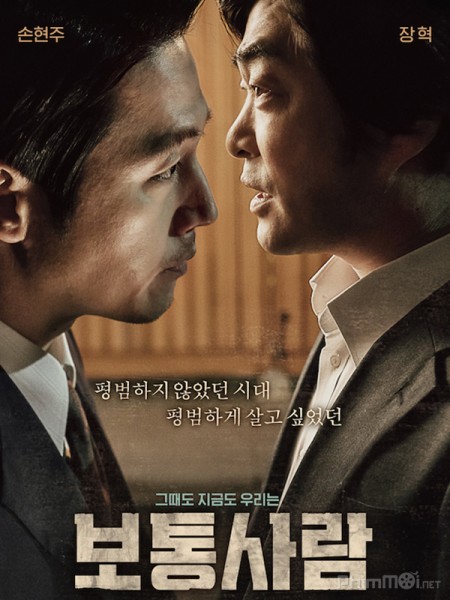 손현주
장혁
평범하지 않았던 시대
평범하게 살고 싶었던
그때도 지금도 우리는
보통사람
PHIMMOI.NET